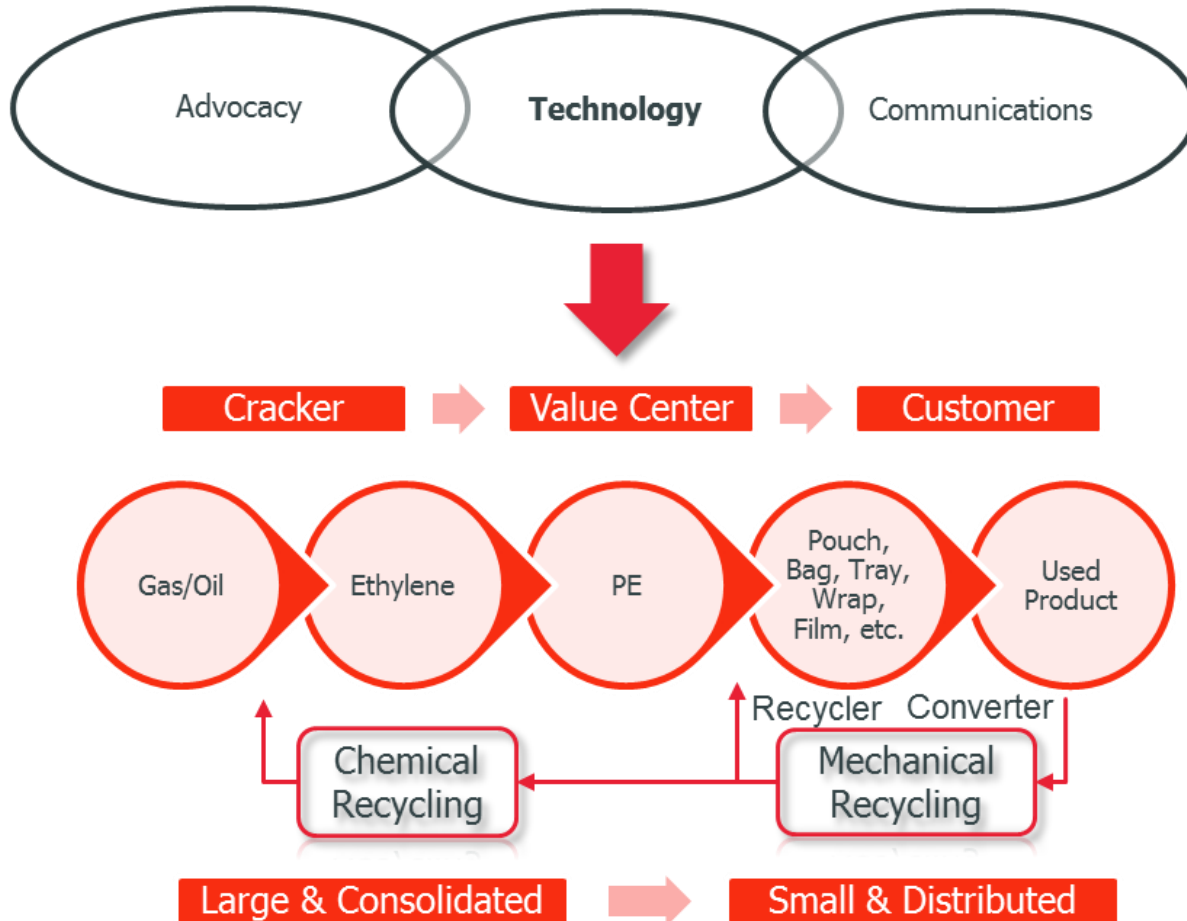 Advocacy
Technology
Communications
Cracker
Value Center
Customer
Gas/Oil
Ethylene
PE
Pouch,
Bag, Tray,
Wrap,
Film, etc.
Used
Product
Recycler
Converter
Chemical
Recycling
Mechanical
Recycling
Large & Consolidated
Small & Distributed